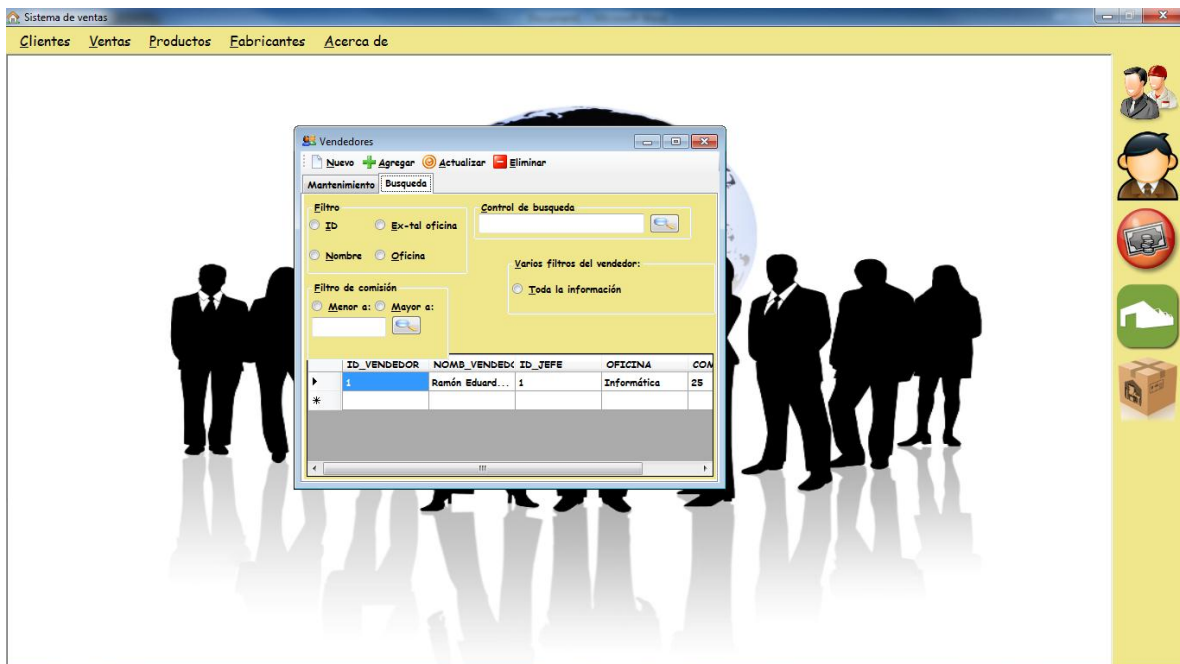 Sistema de ventas
Clientes Ventas Productos Fabricantes Acerca de
Vendedores
Nuevo Agregar Actualizar Eliminar
Mantenimiento Busqueda
Filtro
ID Ex-tal oficina
Nombre Oficina
Control de busqueda
Varios filtros del vendedor:
Toda la información
Filtro de comisión
Menor a: Mayor a:
ID_VENDEDOR NOMB_VENDEDO ID_JEFE OFICINA COM
1 Ramón Eduard... 1 Informática 25